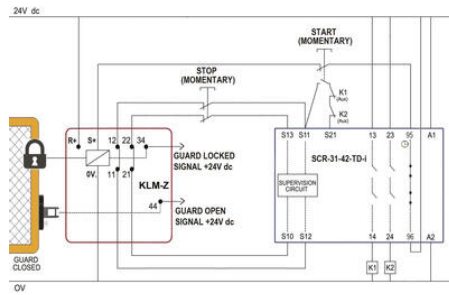 24V dc
START
(MOMENTARY)
STOP
(MOMENTARY)
K1
(Aux)
K2
(Aux)
R+ S+ 12 22 34
S13 S11 S21 13 23 95 A1
GUARD LOCKED
SIGNAL +24V dc
SCR-31-42-TD-i
0V. 11 21
KLM-Z
SUPERVISION
CIRCUIT
44
GUARD OPEN
SIGNAL +24V dc
S10 S12 14 24 96 A2
GUARD
CLOSED
K1 K2
OV